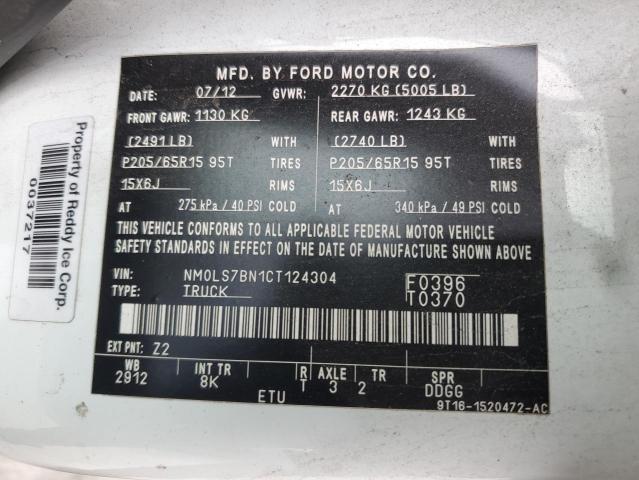 MFD. BY FORD MOTOR CO.
DATE: 07/12 GVWR: 2270 KG (5005 LB)
FRONT GAWR: 1130 KG REAR GAWR: 1243 KG
(2491 LB) WITH (2740 LB) WITH
P205/65R15 95T TIRES P205/65R15 95T TIRES
15X6J RIMS 15X6J RIMS
AT 275 kPa / 40 PSI COLD AT 340 kPa / 49 PSI COLD
THIS VEHICLE CONFORMS TO ALL APPLICABLE FEDERAL MOTOR VEHICLE
SAFETY STANDARDS IN EFFECT ON THE DATE OF MANUFACTURE SHOWN ABOVE
VIN: NM0LS7BN1CT124304 F0396
TYPE: TRUCK T0370
EXT PNT: Z2
WB INT TR R AXLE TR SPR
2912 8K T 3 2 DDGG
ETU
9T16-1520472-AC
Property of Reddy Ice Corp.
0037217